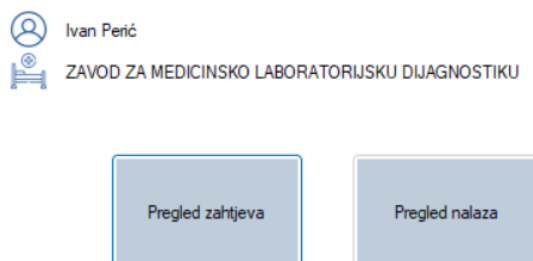 Ivan Perić
ZAVOD ZA MEDICINSKO LABORATORIJSKU DIJAGNOSTIKU
Pregled zahtjeva
Pregled nalaza